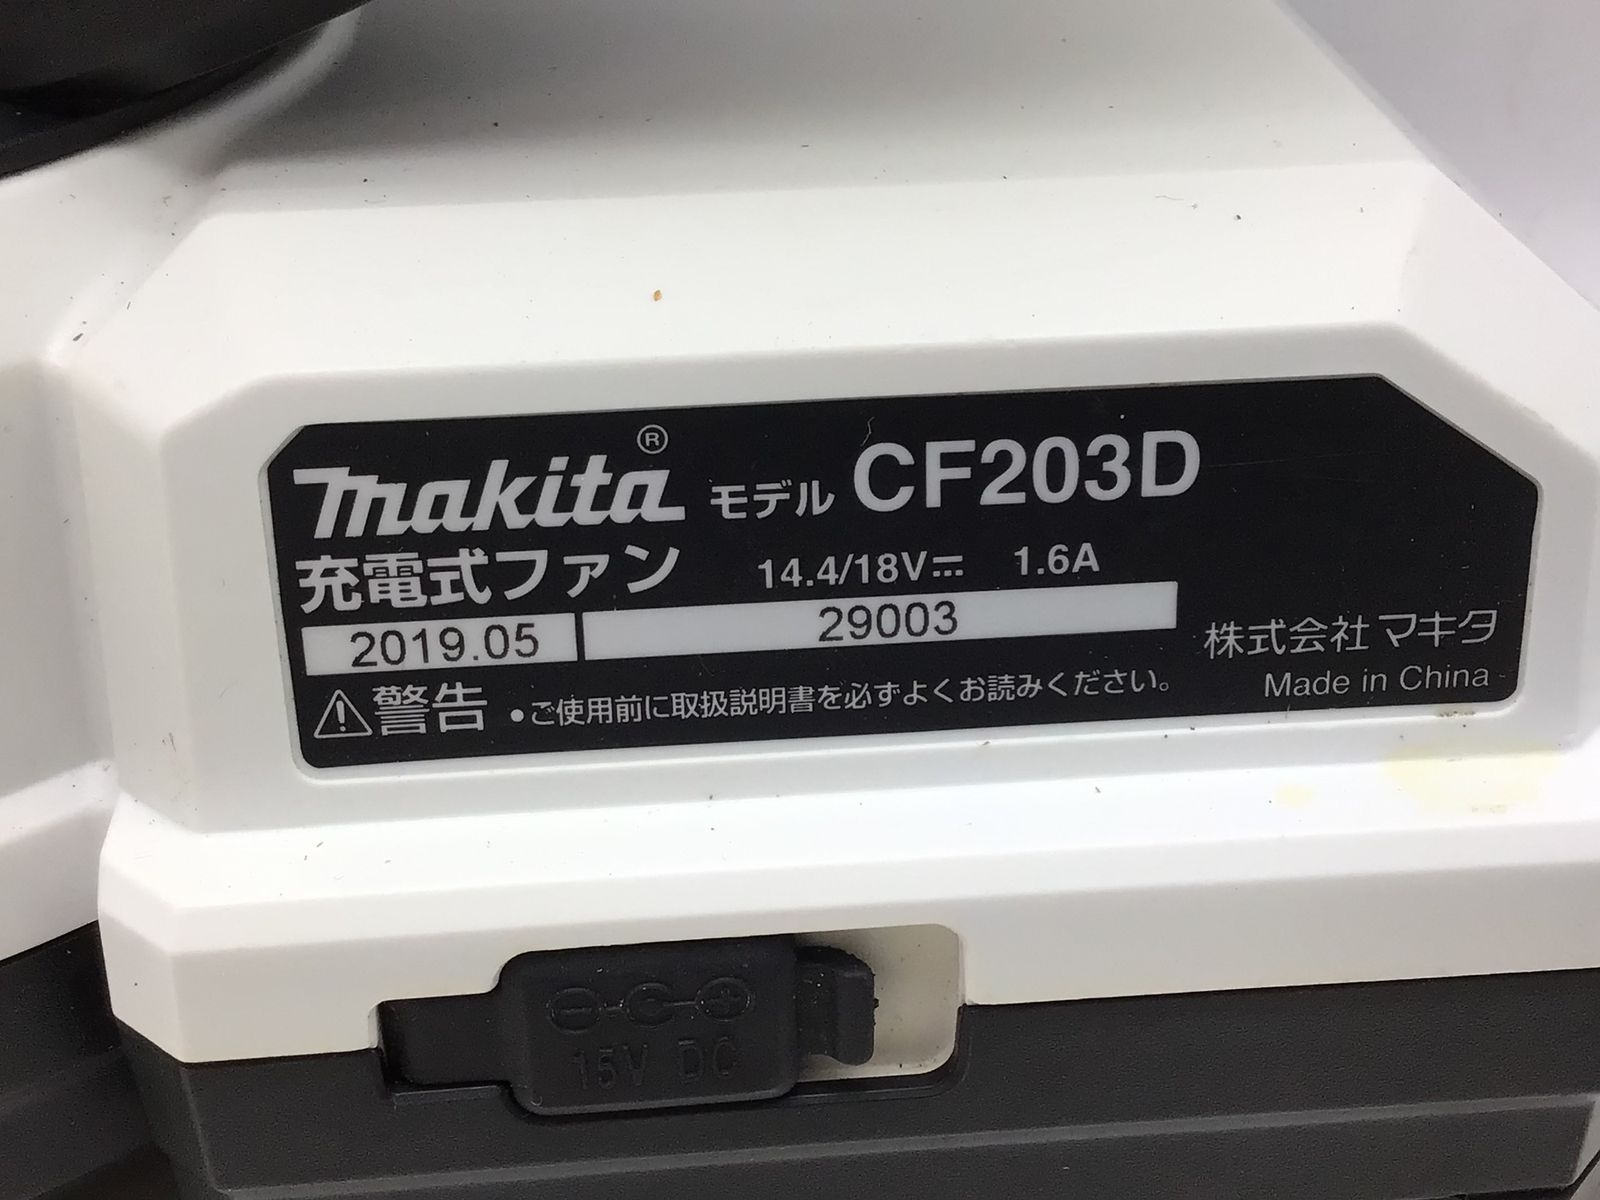 makita® モデル CF203D
充電式ファン 14.4/18V⎓ 1.6A
2019.05 29003
株式会社マキタ
⚠警告 ●ご使用前に取扱説明書を必ずよくお読みください。
Made in China
15V DC